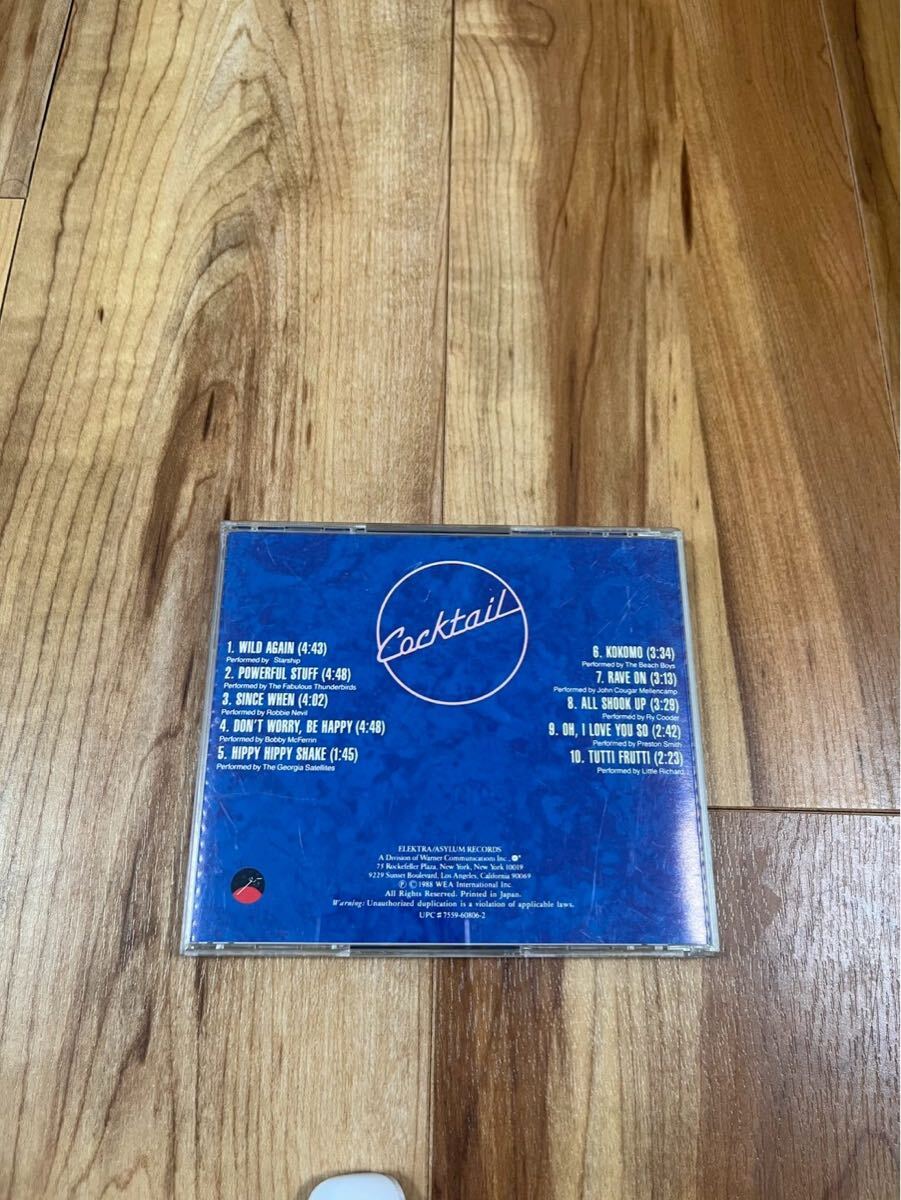 Cocktail
1. WILD AGAIN (4:43)
Performed by Starship
2. POWERFUL STUFF (4:48)
Performed by The Fabulous Thunderbirds
3. SINCE WHEN (4:02)
Performed by Robbie Nevil
4. DON'T WORRY, BE HAPPY (4:48)
Performed by Bobby McFerrin
5. HIPPY HIPPY SHAKE (1:45)
Performed by The Georgia Satellites
6. KOKOMO (3:34)
Performed by The Beach Boys
7. RAVE ON (3:13)
Performed by John Cougar Mellencamp
8. ALL SHOOK UP (3:29)
Performed by Ry Cooder
9. OH, I LOVE YOU SO (2:42)
Performed by Preston Smith
10. TUTTI FRUTTI (2:23)
Performed by Little Richard
ELEKTRA/ASYLUM RECORDS
A Division of Warner Communications Inc.
75 Rockefeller Plaza, New York, New York 10019
9229 Sunset Boulevard, Los Angeles, California 90069
℗ © 1988 WEA International Inc.
All Rights Reserved. Printed in Japan.
Warning: Unauthorized duplication is a violation of applicable laws.
UPC # 7559-60806-2